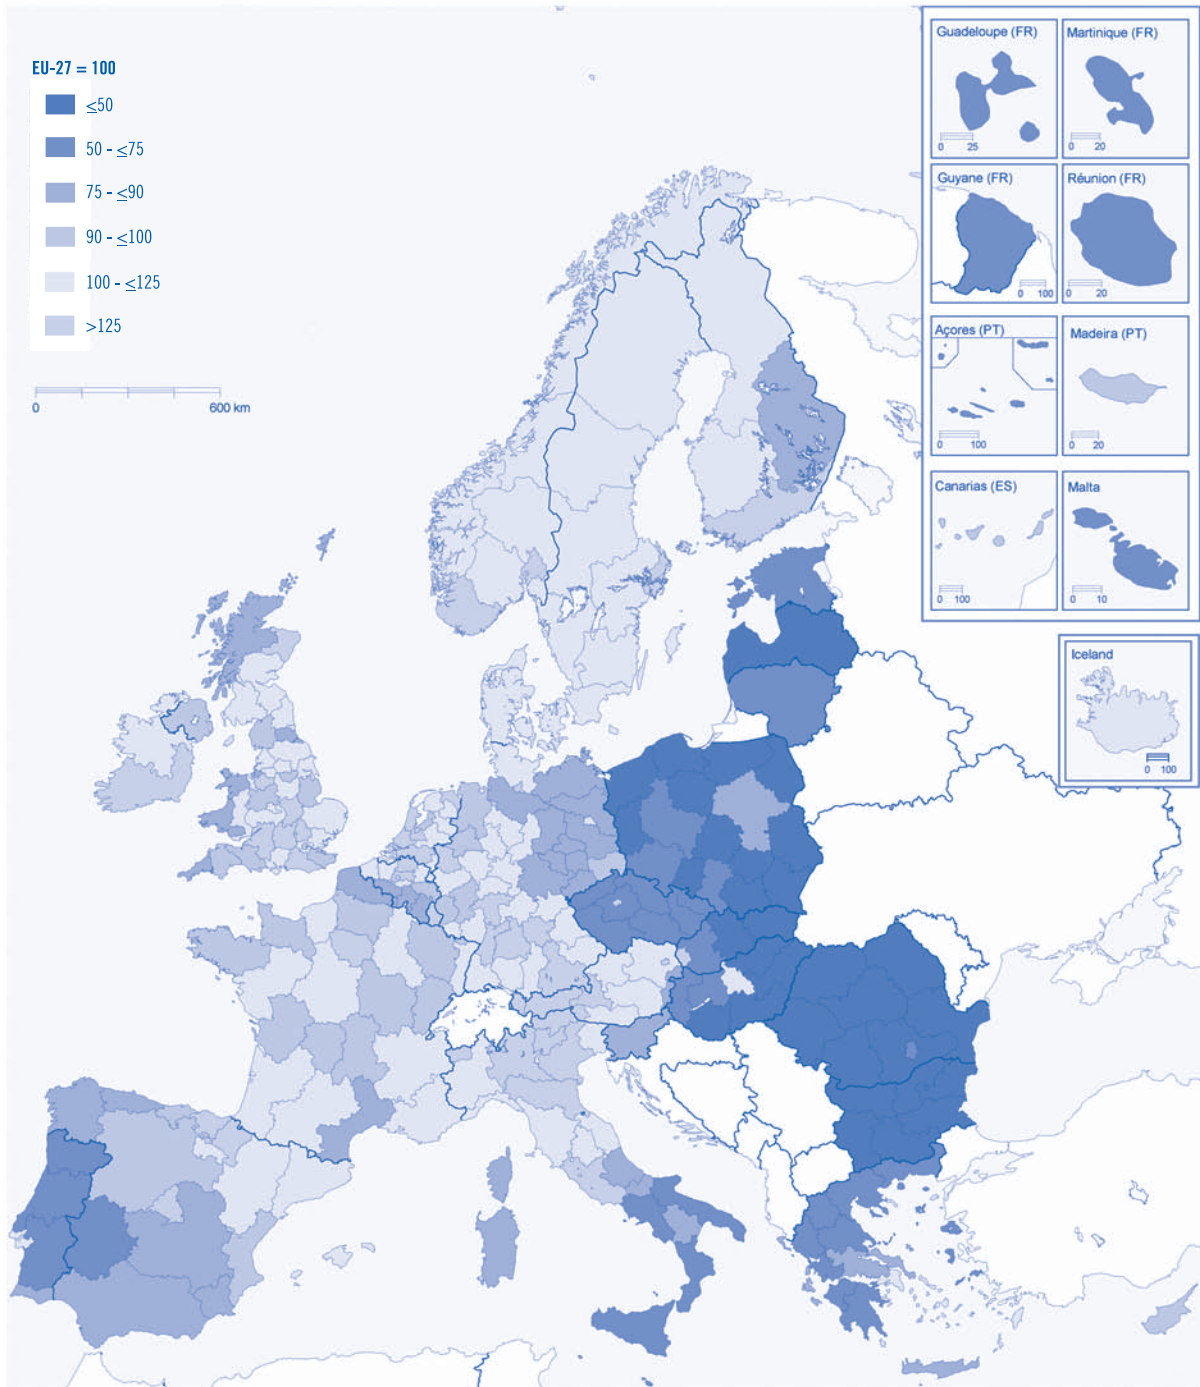 EU-27 = 100
≤50
50 - ≤75
75 - ≤90
90 - ≤100
100 - ≤125
>125
0 600 km
Guadeloupe (FR)
0 25
Martinique (FR)
0 20
Guyane (FR)
0 100
Réunion (FR)
0 20
Açores (PT)
0 100
Madeira (PT)
0 20
Canarias (ES)
0 100
Malta
0 10
Iceland
0 100